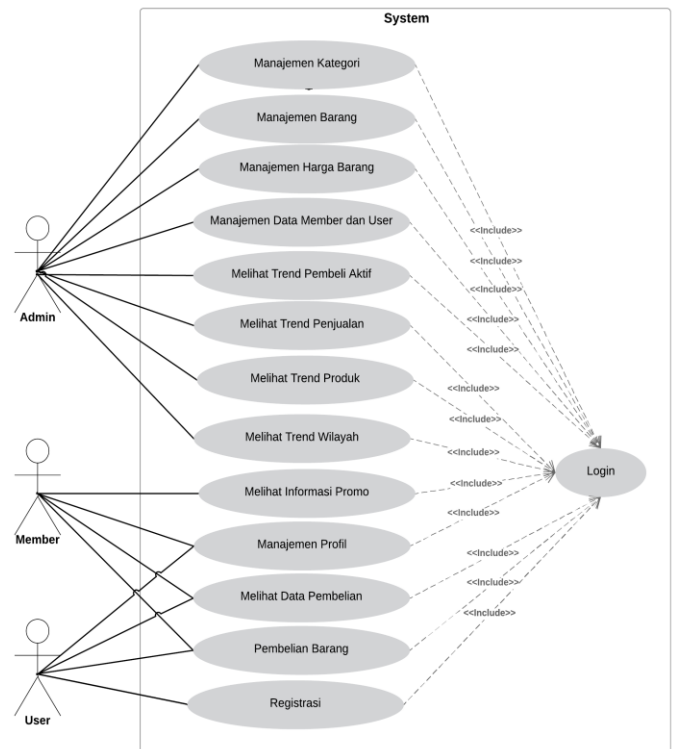 System
Manajemen Kategori
Manajemen Barang
Manajemen Harga Barang
Manajemen Data Member dan User
Melihat Trend Pembeli Aktif
Melihat Trend Penjualan
Melihat Trend Produk
Melihat Trend Wilayah
Melihat Informasi Promo
Manajemen Profil
Melihat Data Pembelian
Pembelian Barang
Registrasi
Admin
Member
User
<<Include>>
<<Include>>
<<Include>>
<<Include>>
<<Include>>
<<Include>>
<<Include>>
<<Include>>
<<Include>>
<<Include>>
<<Include>>
<<Include>>
<<Include>>
Login